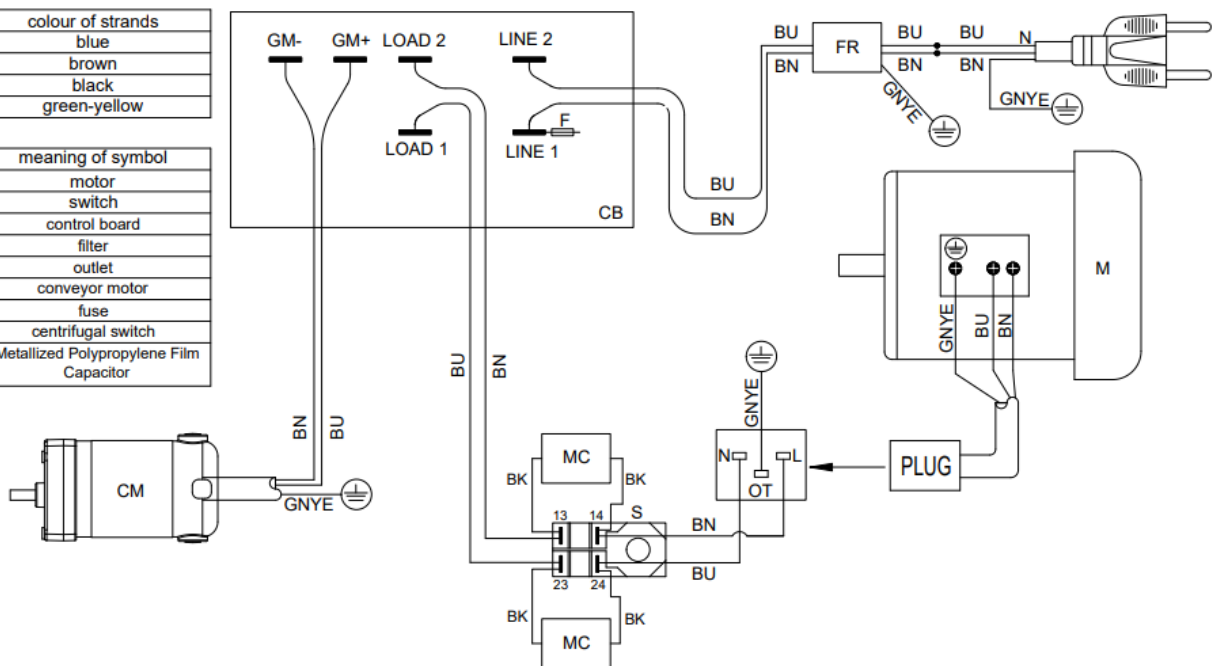 colour of strands
blue
brown
black
green-yellow
meaning of symbol
motor
switch
control board
filter
outlet
conveyor motor
fuse
centrifugal switch
Metallized Polypropylene Film
Capacitor
GM- GM+ LOAD 2 LINE 2
LOAD 1 LINE 1 F
CB
BU FR BU BU N
BN BN BN
GNYE GNYE
BU
BN
M
GNYE BU BN
BU BN
BN BU
CM
GNYE
MC
BK BK
13 14 S
23 24
BN
BU
BK BK
MC
GNYE
N L
OT
PLUG